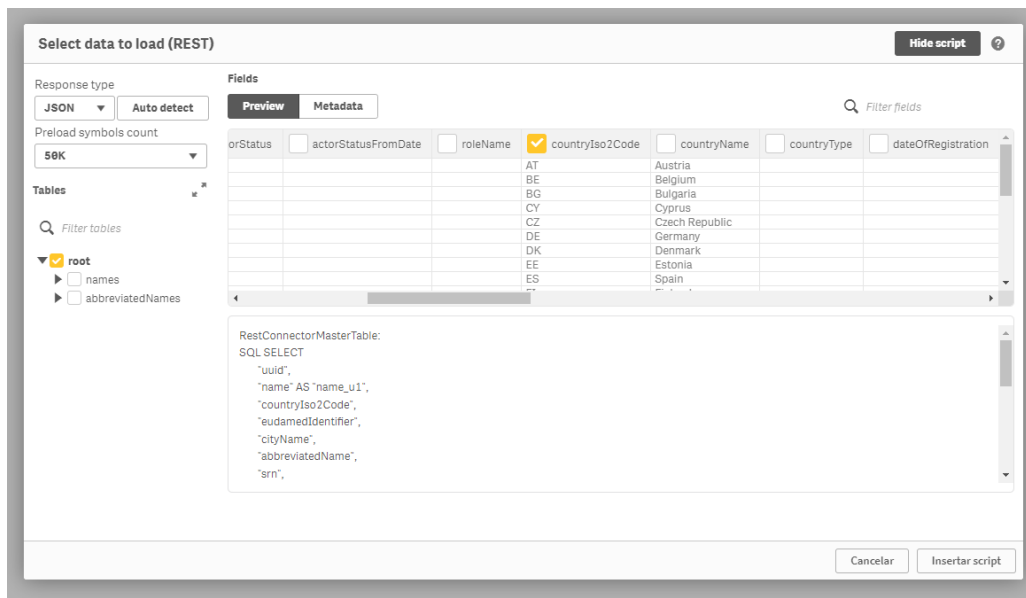 Select data to load (REST)
Hide script
?
Response type
JSON
Auto detect
Preload symbols count
50K
Tables
Filter tables
root
names
abbreviatedNames
Fields
Preview
Metadata
Filter fields
orStatus actorStatusFromDate roleName countryIso2Code countryName countryType dateOfRegistration
AT Austria
BE Belgium
BG Bulgaria
CY Cyprus
CZ Czech Republic
DE Germany
DK Denmark
EE Estonia
ES Spain
RestConnectorMasterTable:
SQL SELECT
"uuid",
"name" AS "name_u1",
"countryIso2Code",
"eudamedIdentifier",
"cityName",
"abbreviatedName",
"srn",
Cancelar
Insertar script